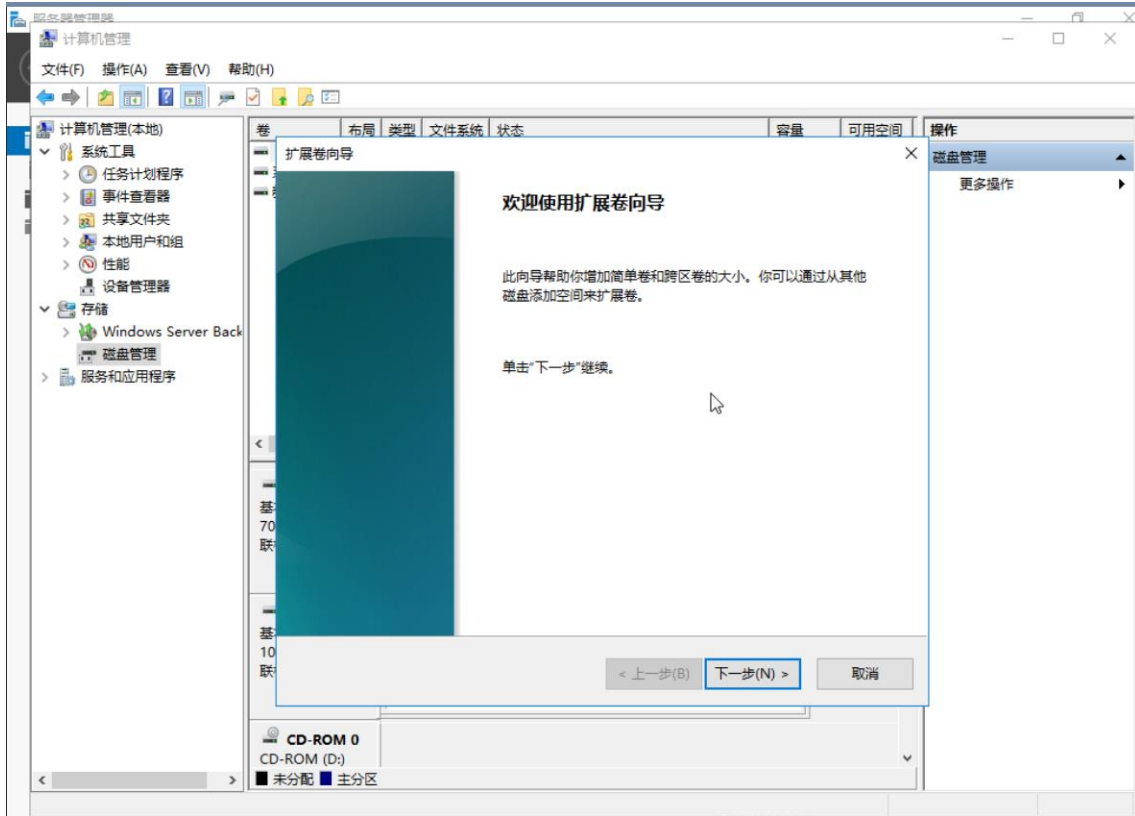 服务器管理器
计算机管理
文件(F) 操作(A) 查看(V) 帮助(H)
计算机管理(本地)
系统工具
任务计划程序
事件查看器
共享文件夹
本地用户和组
性能
设备管理器
存储
Windows Server Back
磁盘管理
服务和应用程序
卷 布局 类型 文件系统 状态 容量 可用空间
扩展卷向导
欢迎使用扩展卷向导
此向导帮助你增加简单卷和跨区卷的大小。你可以通过从其他
磁盘添加空间来扩展卷。
单击"下一步"继续。
< 上一步(B) 下一步(N) > 取消
基
70
联
基
10
联
CD-ROM 0
CD-ROM (D:)
未分配 主分区
操作
磁盘管理
更多操作